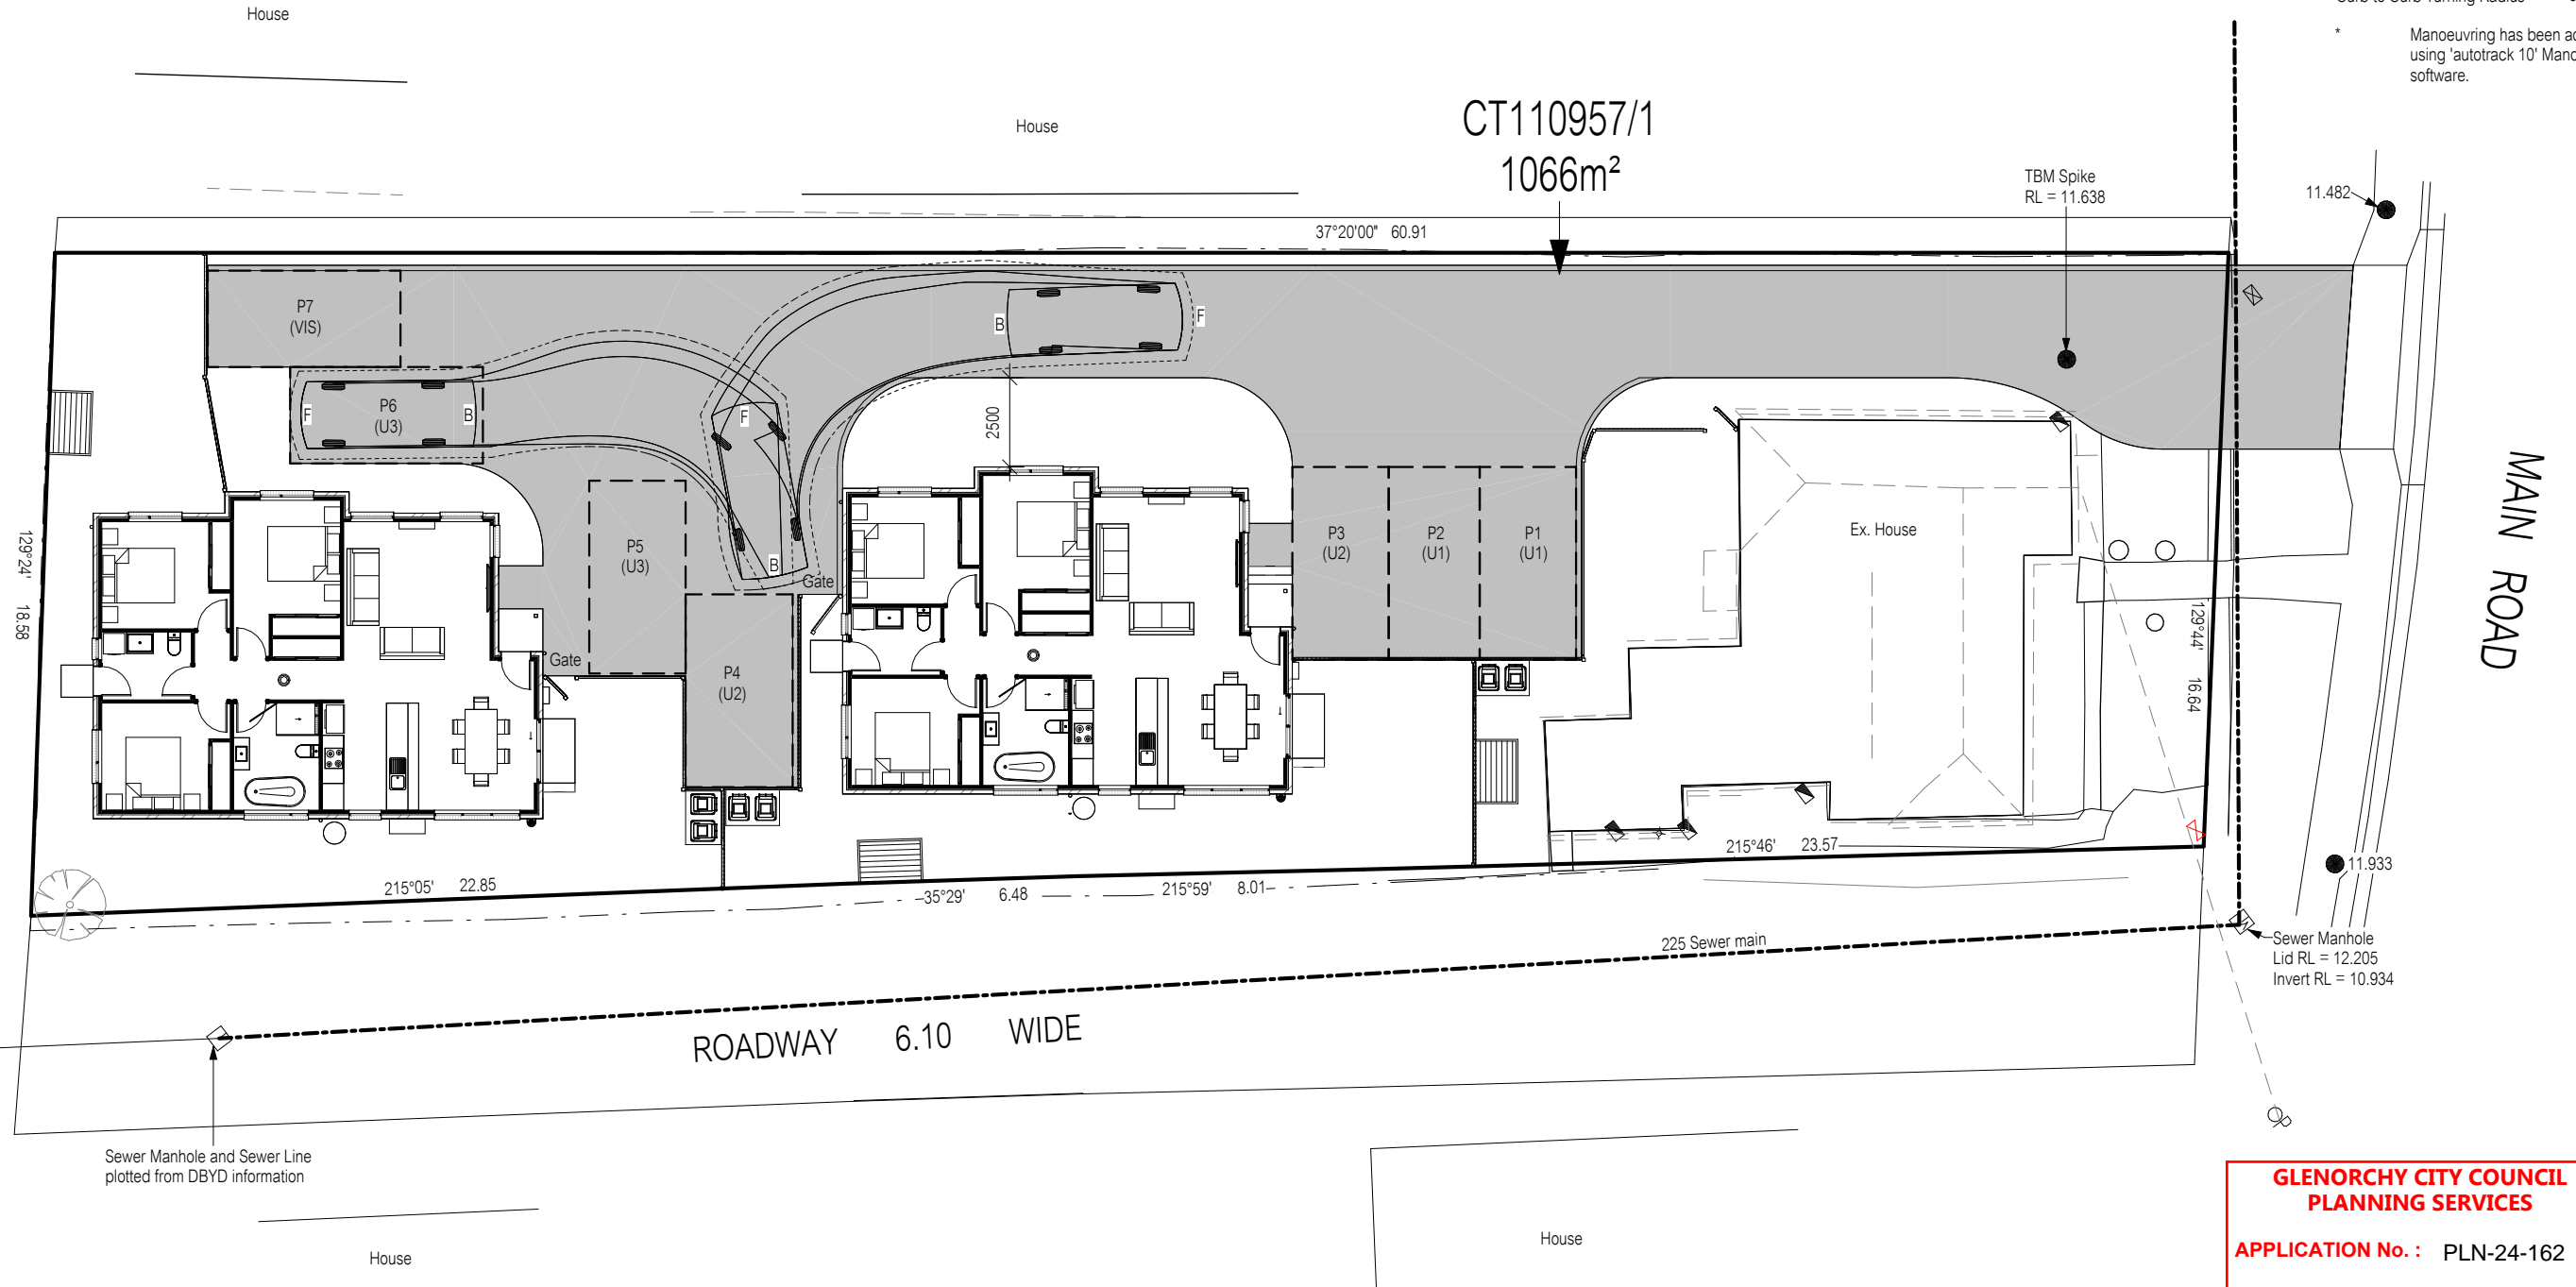 House
*
Manoeuvring has been
using 'autotrack 10'
software.
House
CT110957/1
1066m²
TBM Spike
RL = 11.638
11.482
37°20'00" 60.91
P7
(VIS)
B
F
F
P6
(U3)
B
F
2500
MAIN ROAD
129°24' 18.58
P5
(U3)
B
Gate
P3
(U2)
P2
(U1)
P1
(U1)
Ex. House
129°44' 16.64
Gate
P4
(U2)
215°46' 23.57
11.933
215°05' 22.85
35°29' 6.48
215°59' 8.01
225 Sewer main
Sewer Manhole
Lid RL = 12.205
Invert RL = 10.934
ROADWAY 6.10 WIDE
Sewer Manhole and Sewer Line
plotted from DBYD information
House
House
GLENORCHY CITY COUNCIL
PLANNING SERVICES
APPLICATION No. : PLN-24-162